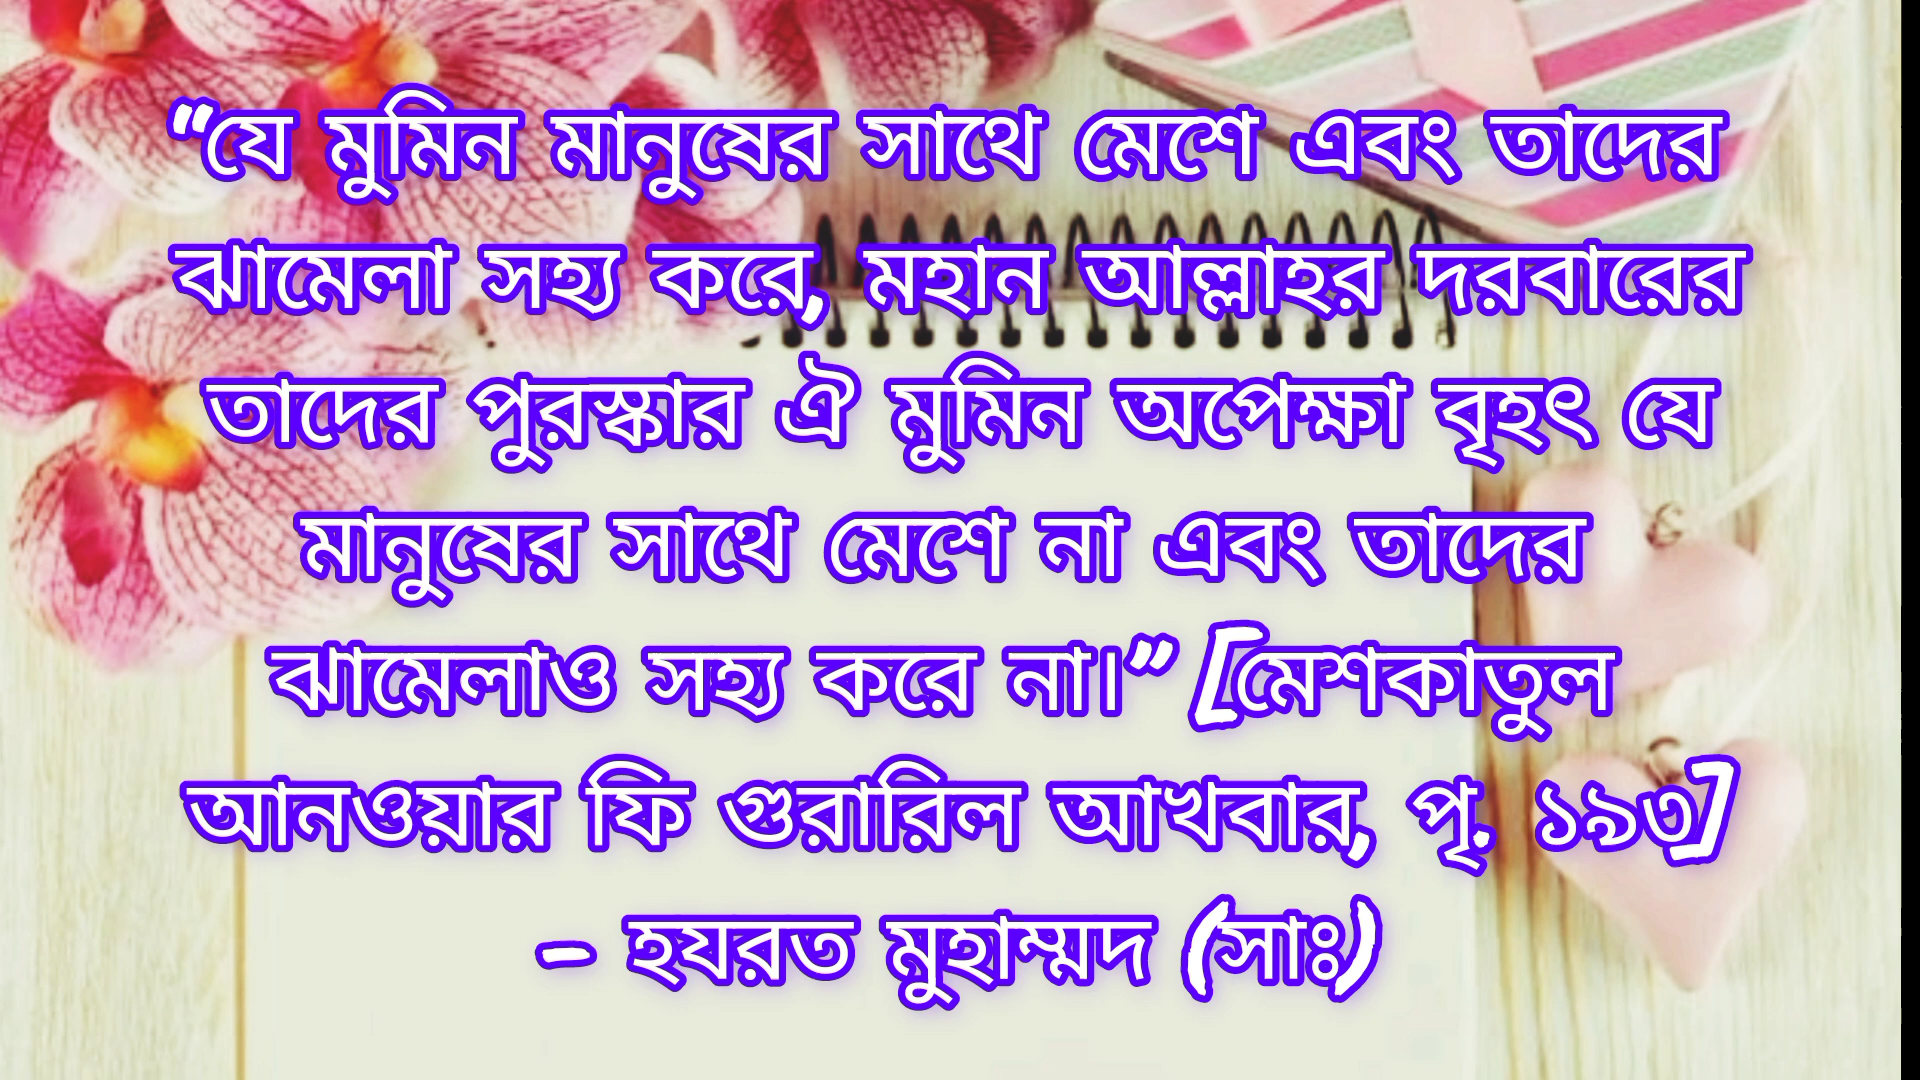 "যে মুমিন মানুষের সাথে মেশে এবং তাদের
ঝামেলা সহ্য করে, মহান আল্লাহর দরবারের
তাদের পুরস্কার ঐ মুমিন অপেক্ষা বৃহৎ যে
মানুষের সাথে মেশে না এবং তাদের
ঝামেলাও সহ্য করে না।” [মেশকাতুল
আনওয়ার ফি গুরারিল আখবার, পৃ. ১৯৩]
- হযরত মুহাম্মদ (সাঃ)